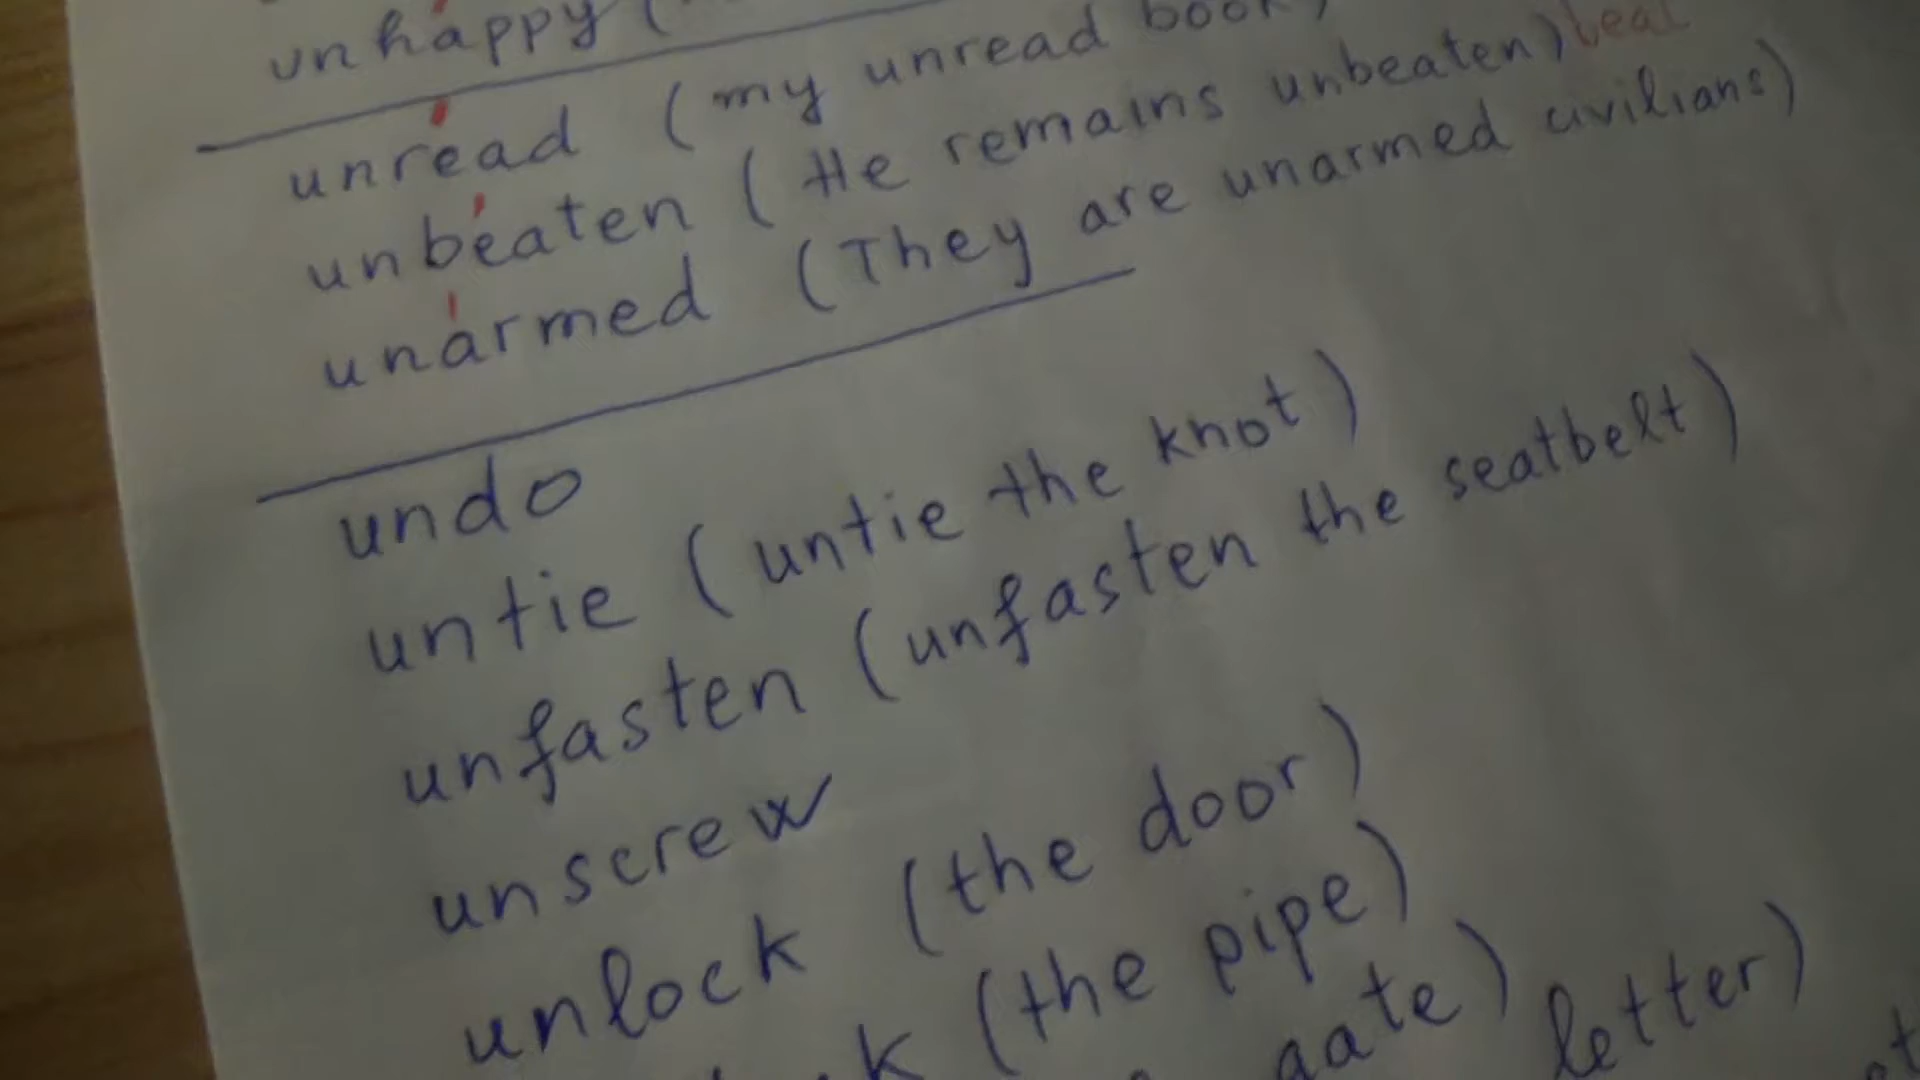 unhappy (
unread (my unread book)
unbeaten (He remains unbeaten) beat
unarmed (They are unarmed civilians)
undo
untie (untie the knot)
unfasten (unfasten the seatbelt)
unscrew
unlock (the door)
k (the pipe)
gate)
letter)